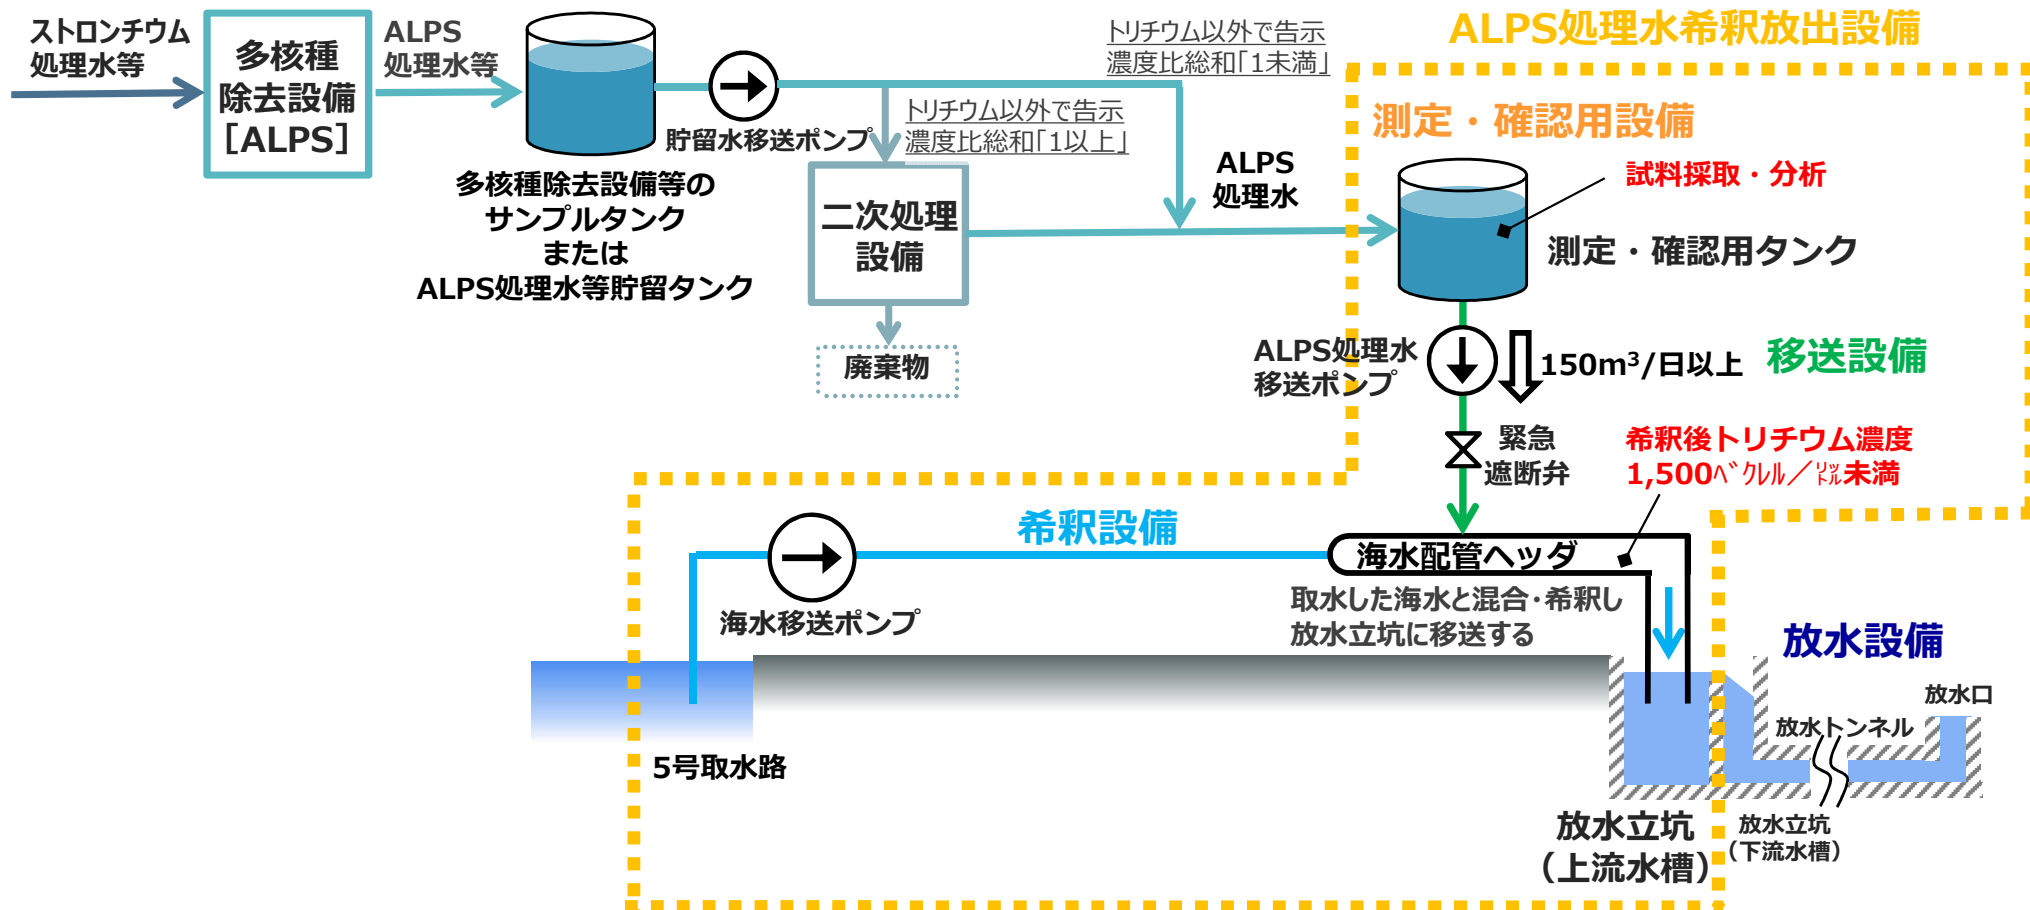 ストロンチウム
処理水等
多核種
除去設備
［ALPS］
ALPS
処理水等
多核種除去設備等の
サンプルタンク
または
ALPS処理水等貯留タンク
貯留水移送ポンプ
トリチウム以外で告示
濃度比総和「1未満」
トリチウム以外で告示
濃度比総和「1以上」
二次処理
設備
廃棄物
ALPS
処理水
ALPS処理水希釈放出設備
測定・確認用設備
試料採取・分析
測定・確認用タンク
ALPS処理水
移送ポンプ
150m³/日以上
移送設備
緊急
遮断弁
希釈後トリチウム濃度
1,500ﾍﾞｸﾚﾙ／㍑未満
希釈設備
海水移送ポンプ
海水配管ヘッダ
取水した海水と混合・希釈し
放水立坑に移送する
5号取水路
放水設備
放水口
放水トンネル
放水立坑
（上流水槽）
放水立坑
（下流水槽）